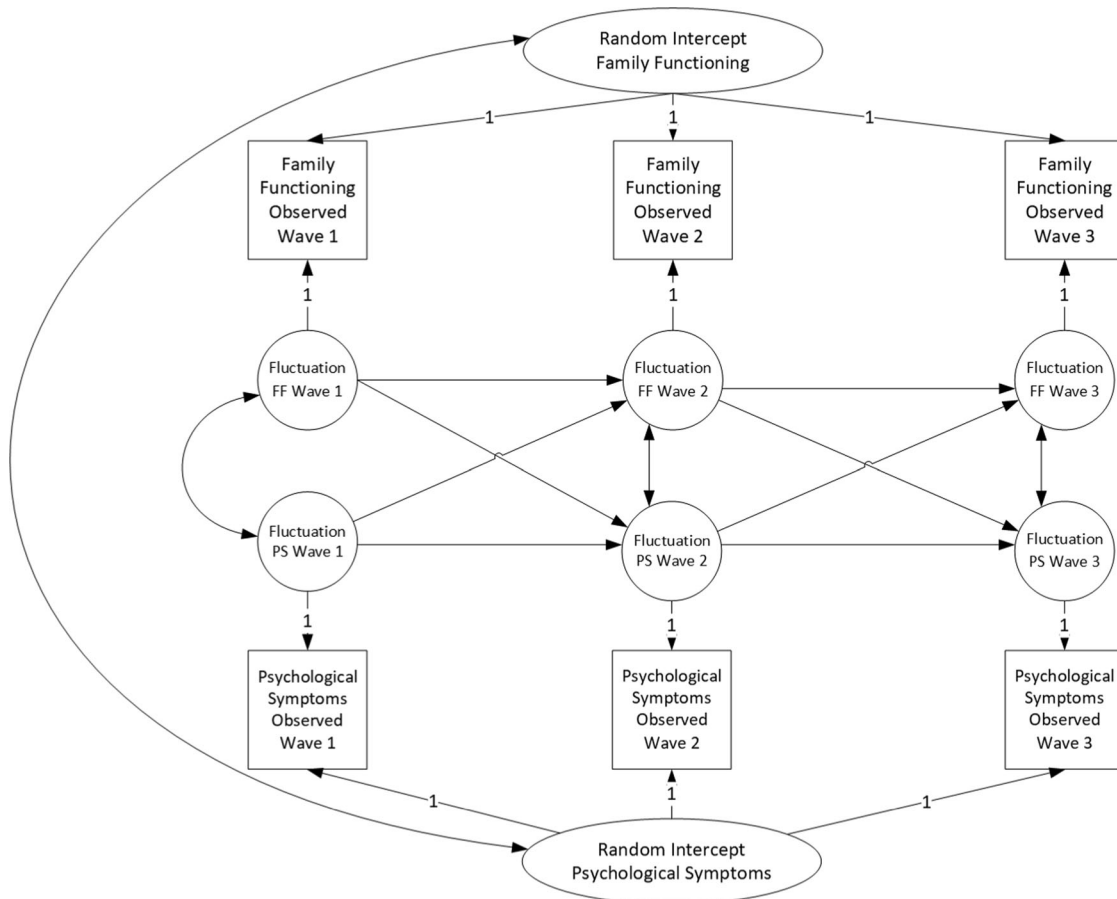 Random Intercept
Family Functioning
1
1
1
Family
Functioning
Observed
Wave 1
Family
Functioning
Observed
Wave 2
Family
Functioning
Observed
Wave 3
1
1
1
Fluctuation
FF Wave 1
Fluctuation
FF Wave 2
Fluctuation
FF Wave 3
Fluctuation
PS Wave 1
Fluctuation
PS Wave 2
Fluctuation
PS Wave 3
1
1
1
Psychological
Symptoms
Observed
Wave 1
Psychological
Symptoms
Observed
Wave 2
Psychological
Symptoms
Observed
Wave 3
1
1
1
Random Intercept
Psychological Symptoms